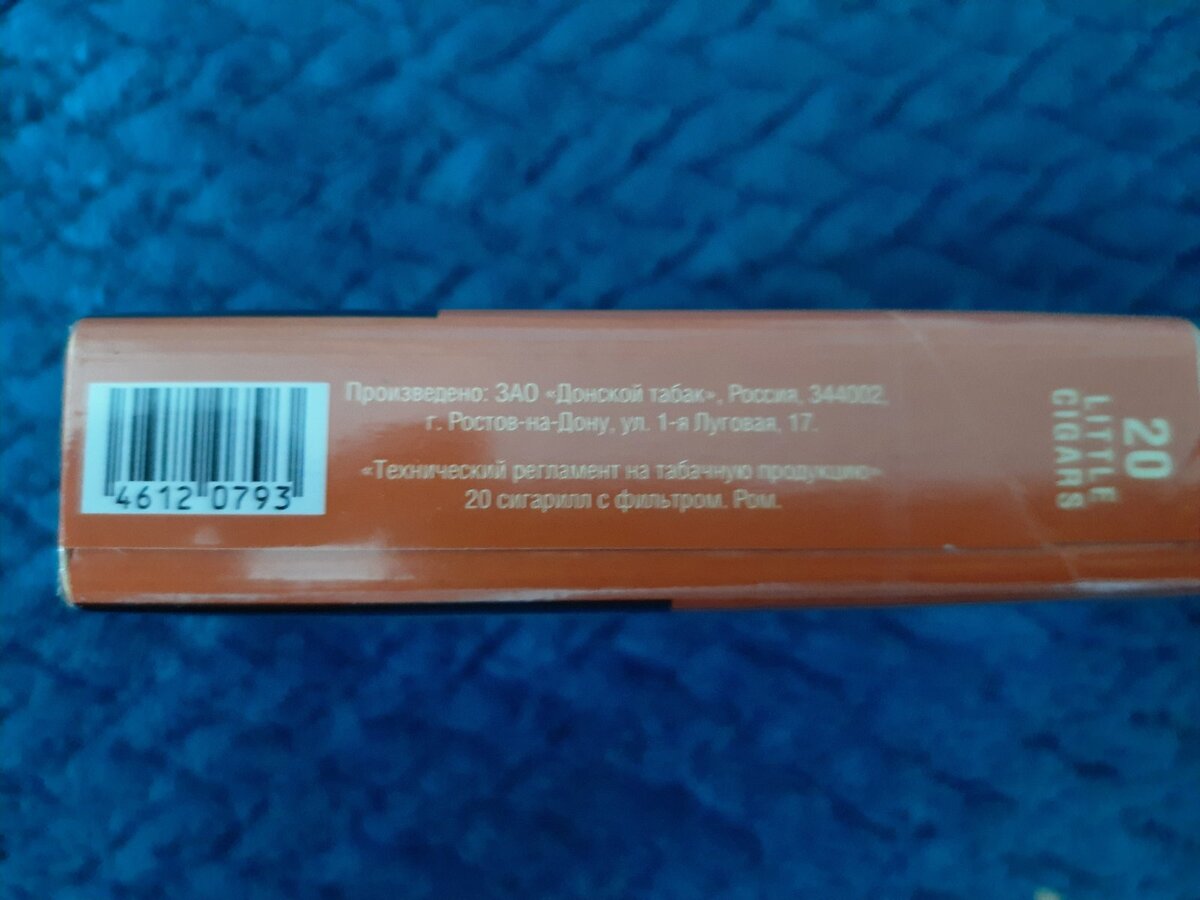 Произведено: ЗАО «Донской табак», Россия, 344002,
г. Ростов-на-Дону, ул. 1-я Луговая, 17.
«Технический регламент на табачную продукцию»
20 сигарилл с фильтром. Ром.
4612 0793
20
LITTLE
CIGARS